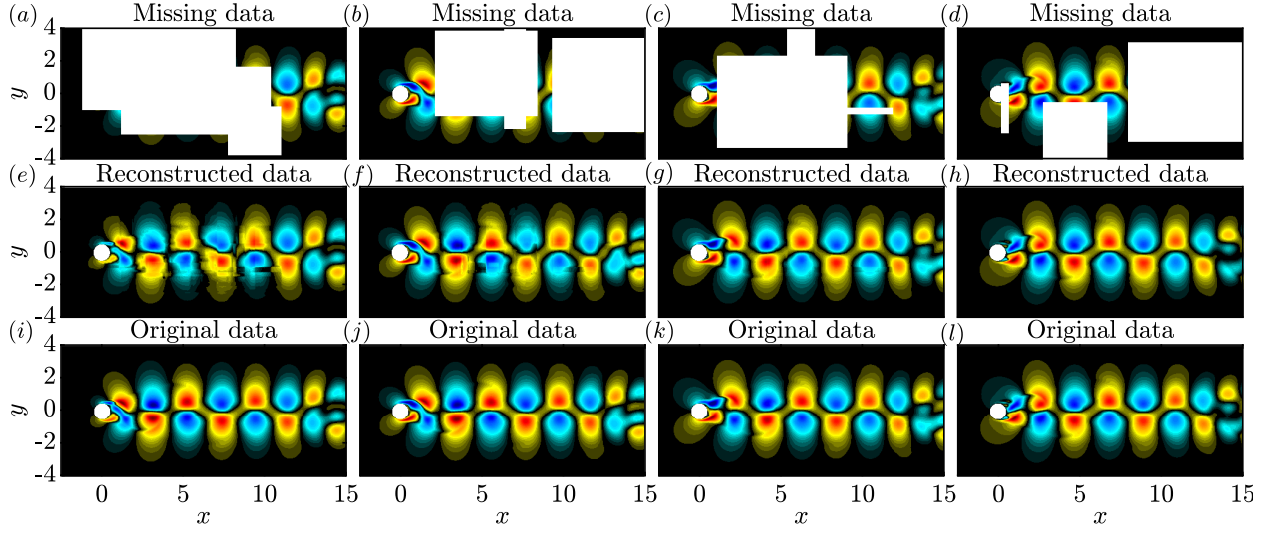 (a) Missing data (b) Missing data (c) Missing data (d) Missing data
4
2
y 0
-2
-4
(e) Reconstructed data (f) Reconstructed data (g) Reconstructed data (h) Reconstructed data
4
2
y 0
-2
-4
(i) Original data (j) Original data (k) Original data (l) Original data
4
2
y 0
-2
-4
0 5 10 0 5 10 15 0 5 10 15 0 5 10 15
x x x x